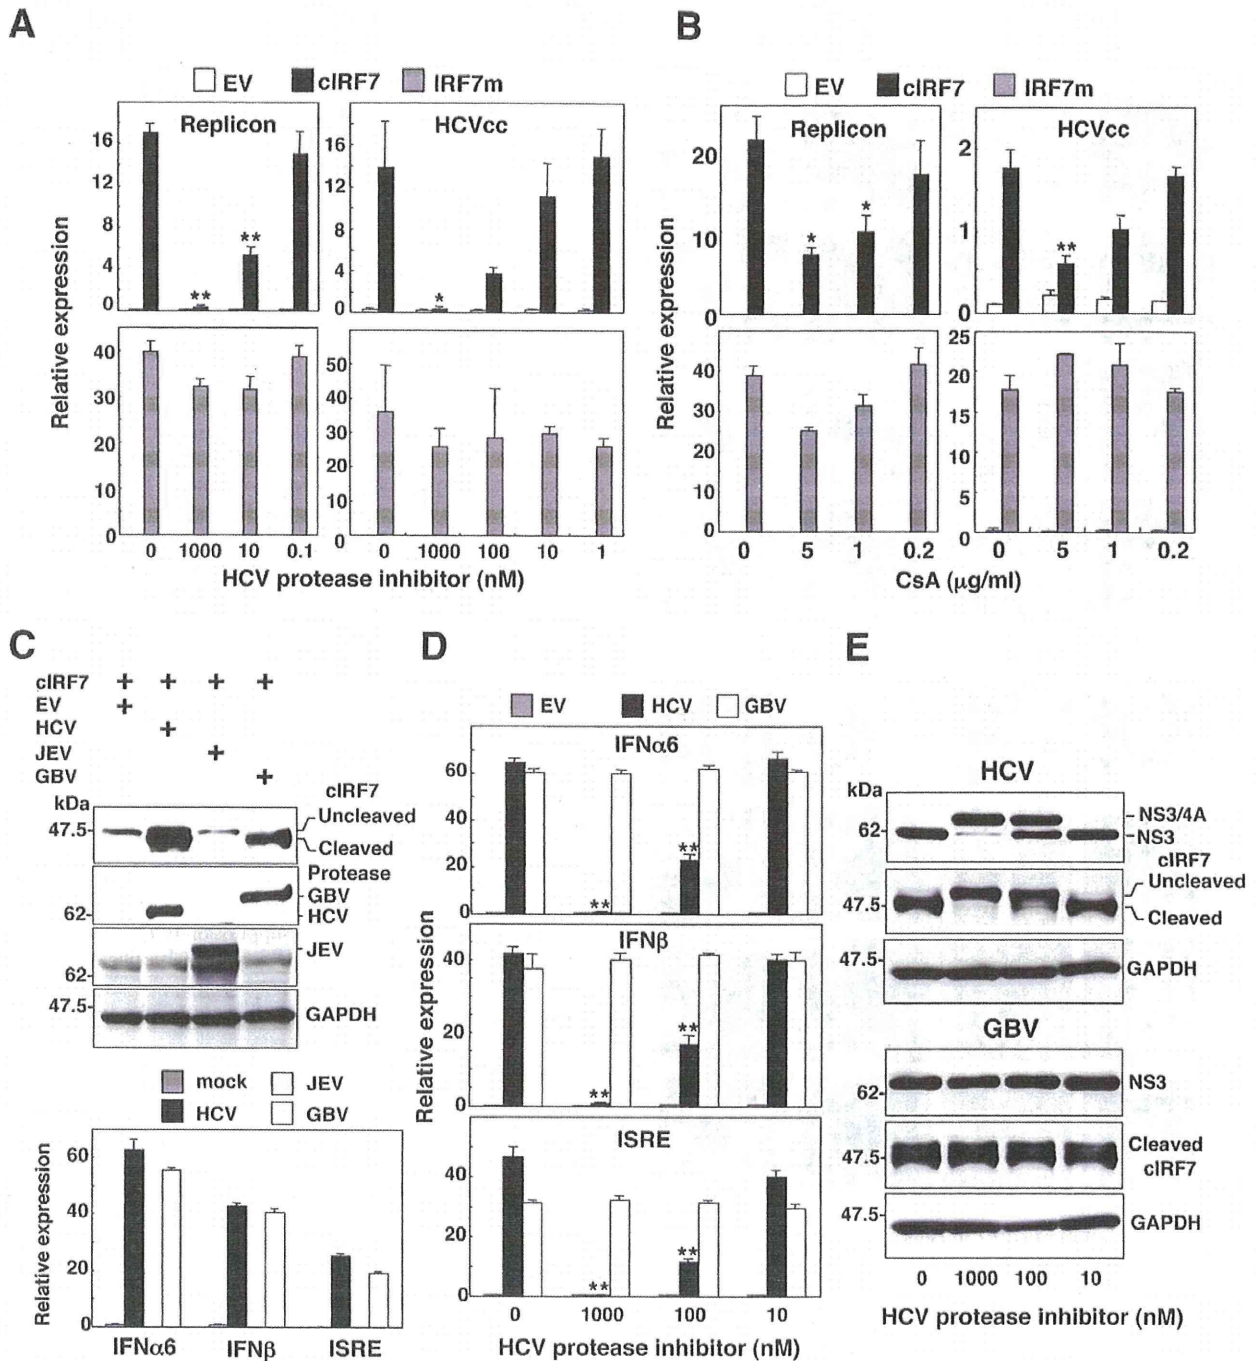 A
EV cIRF7 IRF7m
Replicon
HCVcc
Relative expression
16
12
8
4
0
**
**
16
12
8
4
0
*
Relative expression
40
30
20
10
0
50
40
30
20
10
0
0 1000 10 0.1
0 1000 100 10 1
HCV protease inhibitor (nM)
B
EV cIRF7 IRF7m
Replicon
HCVcc
Relative expression
20
10
0
*
*
2
1
0
**
40
30
20
10
0
25
20
15
10
5
0
0 5 1 0.2
0 5 1 0.2
CsA (μg/ml)
C
cIRF7 + + + +
EV +
HCV +
JEV +
GBV +
kDa
cIRF7
47.5
Uncleaved
Cleaved
Protease
GBV
62
HCV
JEV
62
47.5
GAPDH
mock JEV
HCV GBV
Relative expression
60
40
20
0
IFNα6 IFNβ ISRE
D
EV HCV GBV
IFNα6
60
40
20
0
**
**
IFNβ
Relative expression
40
20
0
**
**
ISRE
40
20
0
**
**
0 1000 100 10
HCV protease inhibitor (nM)
E
HCV
kDa
NS3/4A
62
NS3
cIRF7
Uncleaved
47.5
Cleaved
47.5
GAPDH
GBV
NS3
62
Cleaved
47.5
cIRF7
47.5
GAPDH
0 1000 100 10
HCV protease inhibitor (nM)